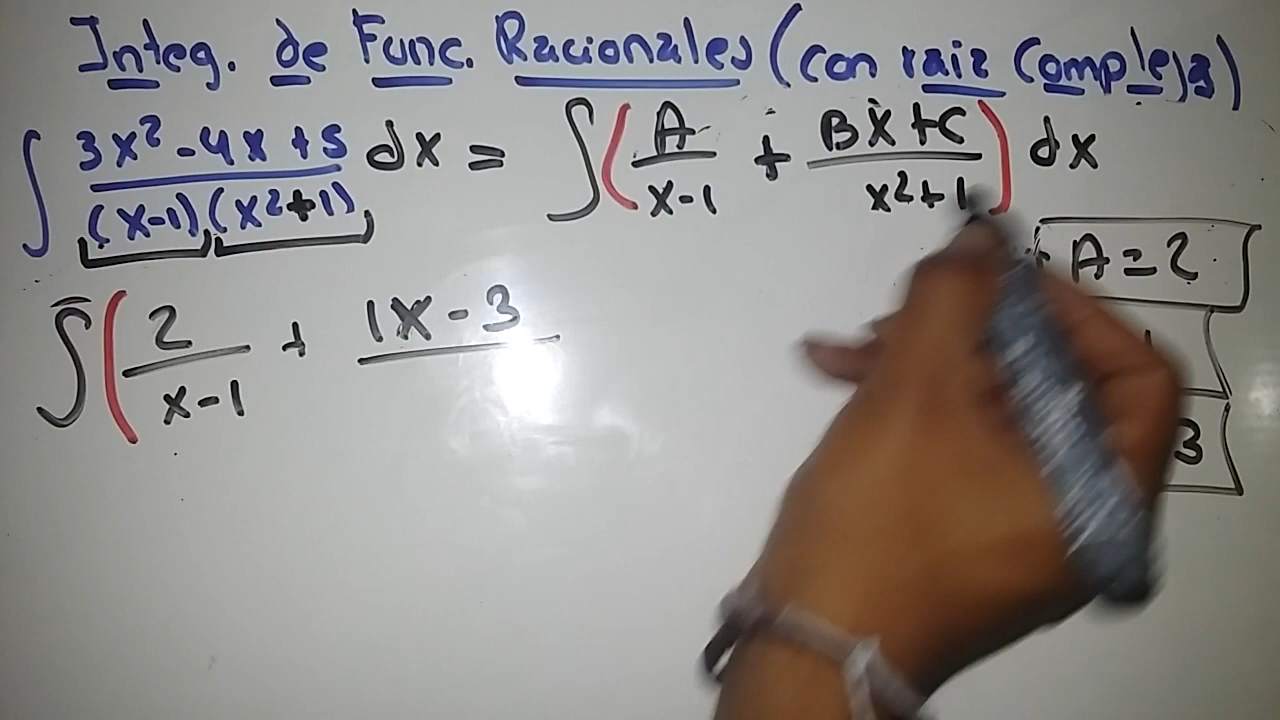 Integ. de Func. Racionales (con raiz Compleja)
∫ 3x² - 4x + 5 / (x-1)(x²+1) dx = ∫ ( A / x-1 + Bx + C / x²+1 ) dx
A = 2
∫ ( 2 / x-1 + 1x - 3
3